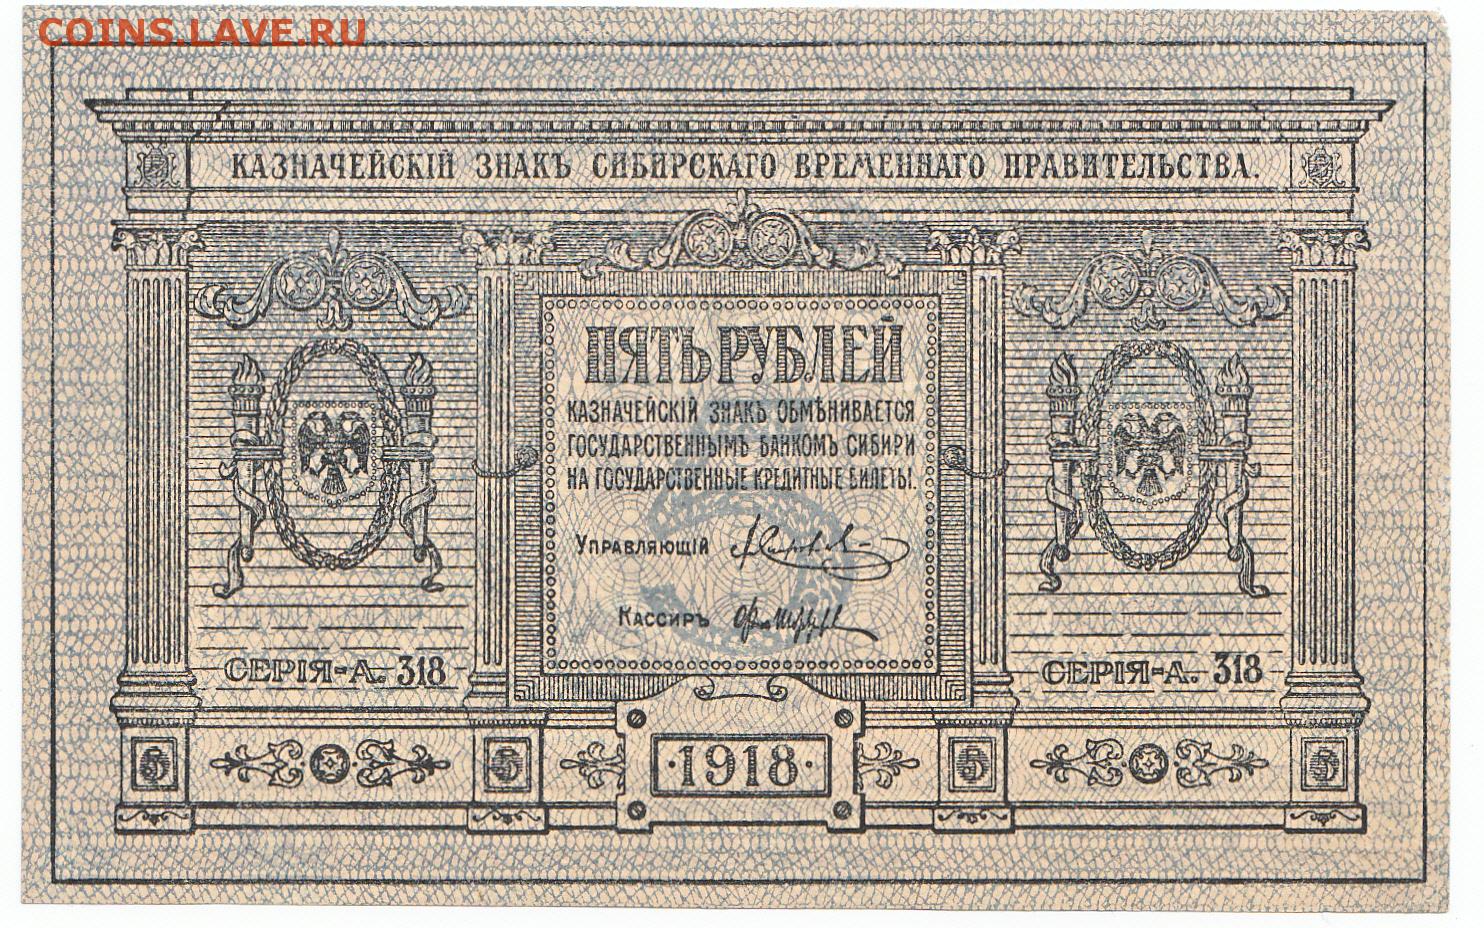 COINS.LAVE.RU
КАЗНАЧЕЙСКІЙ ЗНАКЪ СИБИРСКАГО ВРЕМЕННАГО ПРАВИТЕЛЬСТВА.
ПЯТЬ РУБЛЕЙ
КАЗНАЧЕЙСКІЙ ЗНАКЪ ОБМѢНИВАЕТСЯ
ГОСУДАРСТВЕННЫМЪ БАНКОМЪ СИБИРИ
НА ГОСУДАРСТВЕННЫЕ КРЕДИТНЫЕ БИЛЕТЫ.
5
УПРАВЛЯЮЩІЙ
КАССИРЪ
СЕРІЯ-А. 318 СЕРІЯ-А. 318
5 5 · 1918 · 5 5